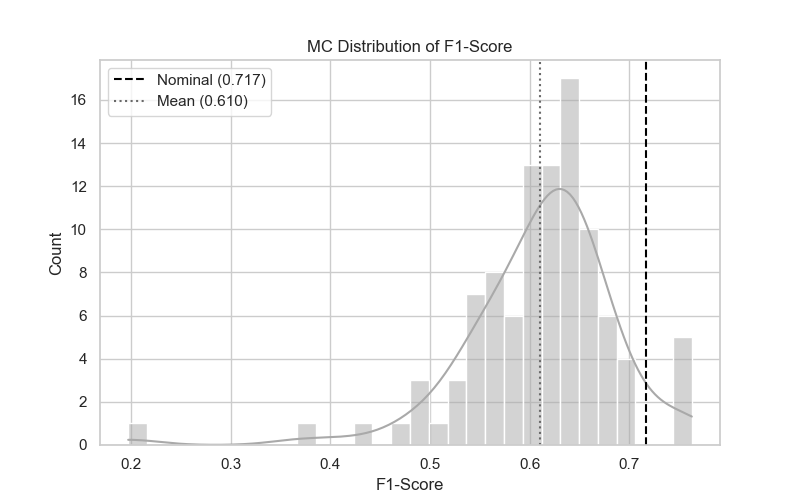 MC Distribution of F1-Score
Nominal (0.717)
Mean (0.610)
16
14
12
10
8
6
4
2
0
Count
0.2 0.3 0.4 0.5 0.6 0.7
F1-Score